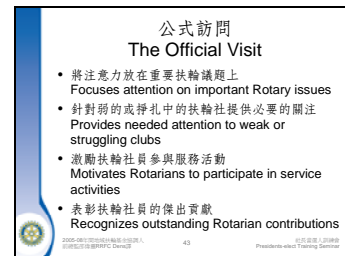 公式訪問
The Official Visit
• 將注意力放在重要扶輪議題上
Focuses attention on important Rotary issues
• 針對弱的或掙扎中的扶輪社提供必要的關注
Provides needed attention to weak or
struggling clubs
• 激勵扶輪社員參與服務活動
Motivates Rotarians to participate in service
activities
• 表彰扶輪社員的傑出貢獻
Recognizes outstanding Rotarian contributions
43
Presidents-elect Training Seminar